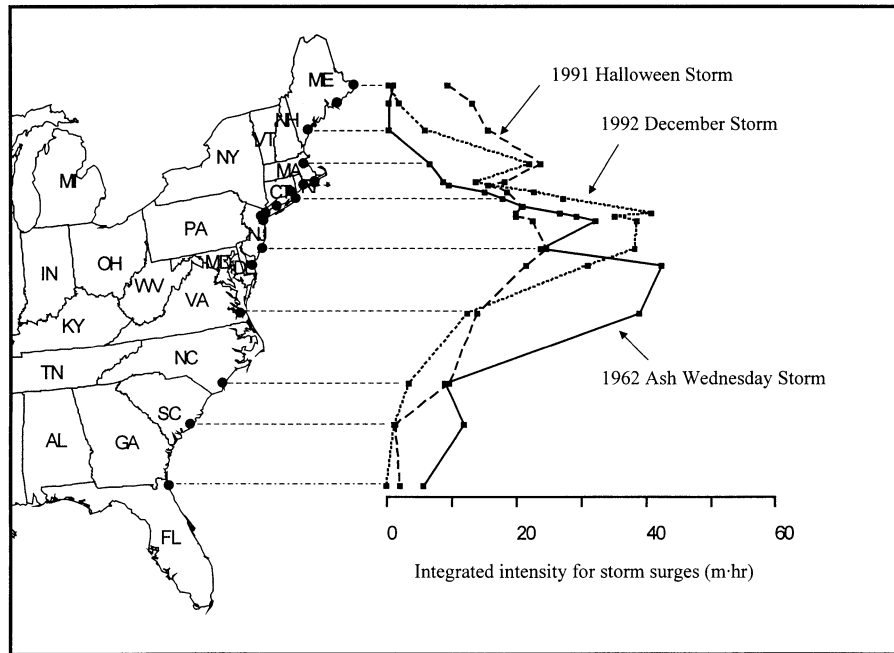 ME
1991 Halloween Storm
VT
NH
1992 December Storm
NY
MA
MI
CT
RI
PA
NJ
OH
IN
MD
DE
WV
VA
KY
1962 Ash Wednesday Storm
NC
TN
SC
AL
GA
FL
0 20 40 60
Integrated intensity for storm surges (m·hr)